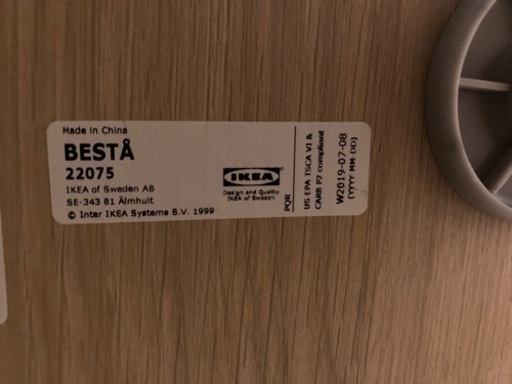 Made in China
BESTÅ
22075
IKEA of Sweden AB
SE-343 81 Älmhult
© Inter IKEA Systems B.V. 1999
IKEA
Design and Quality
IKEA of Sweden
PQR
US EPA TSCA VI &
CARB P2 compliant
W2019-07-08
(YYYY-MM-DD)